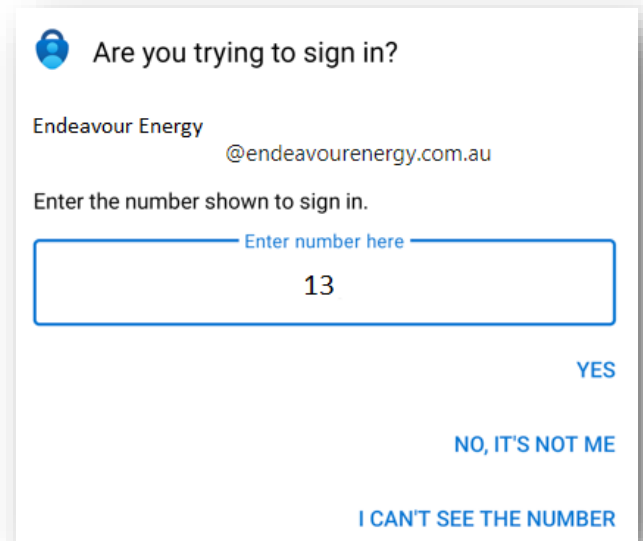 Are you trying to sign in?
Endeavour Energy
@endeavourenergy.com.au
Enter the number shown to sign in.
Enter number here
13
YES
NO, IT'S NOT ME
I CAN'T SEE THE NUMBER